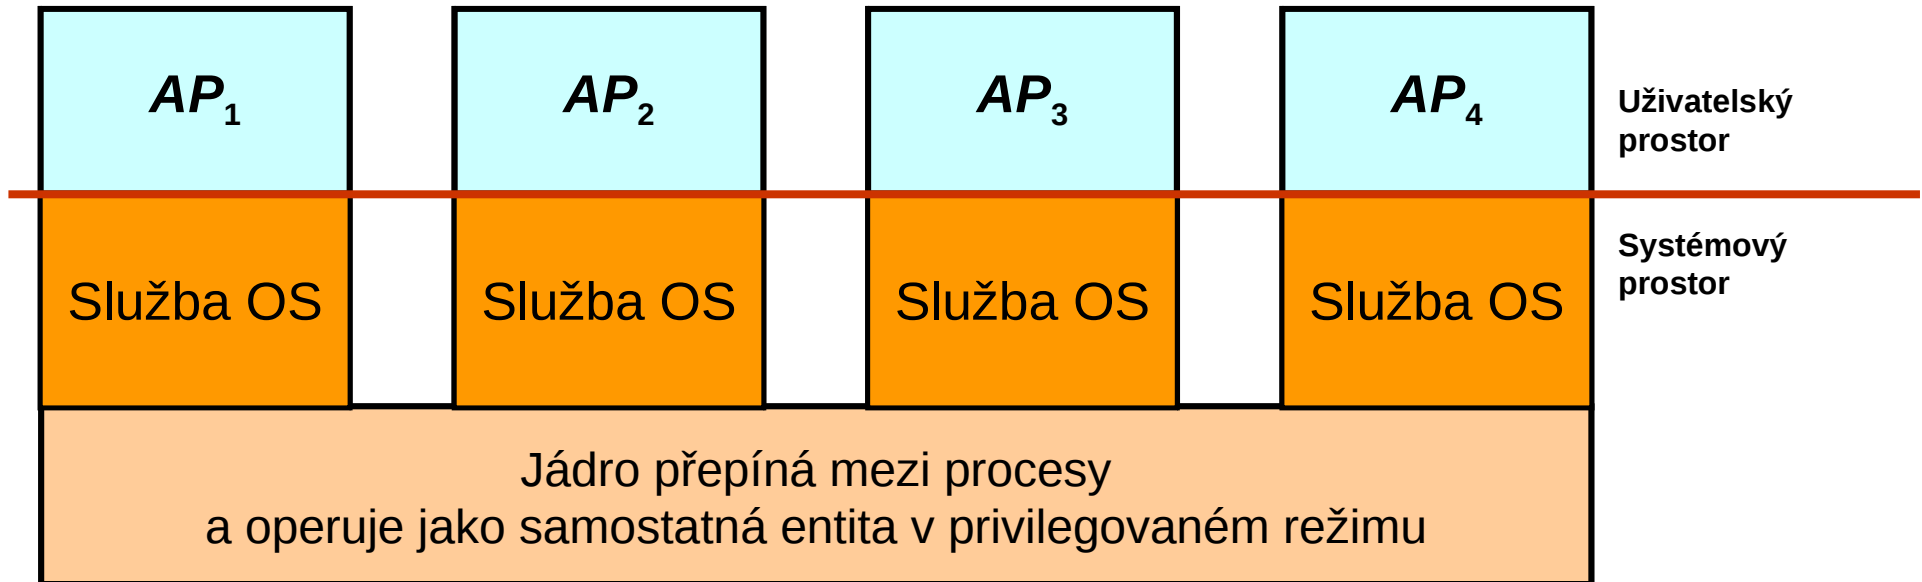 AP1 AP2 AP3 AP4
Uživatelský
prostor
Systémový
prostor
Služba OS Služba OS Služba OS Služba OS
Jádro přepíná mezi procesy
a operuje jako samostatná entita v privilegovaném režimu